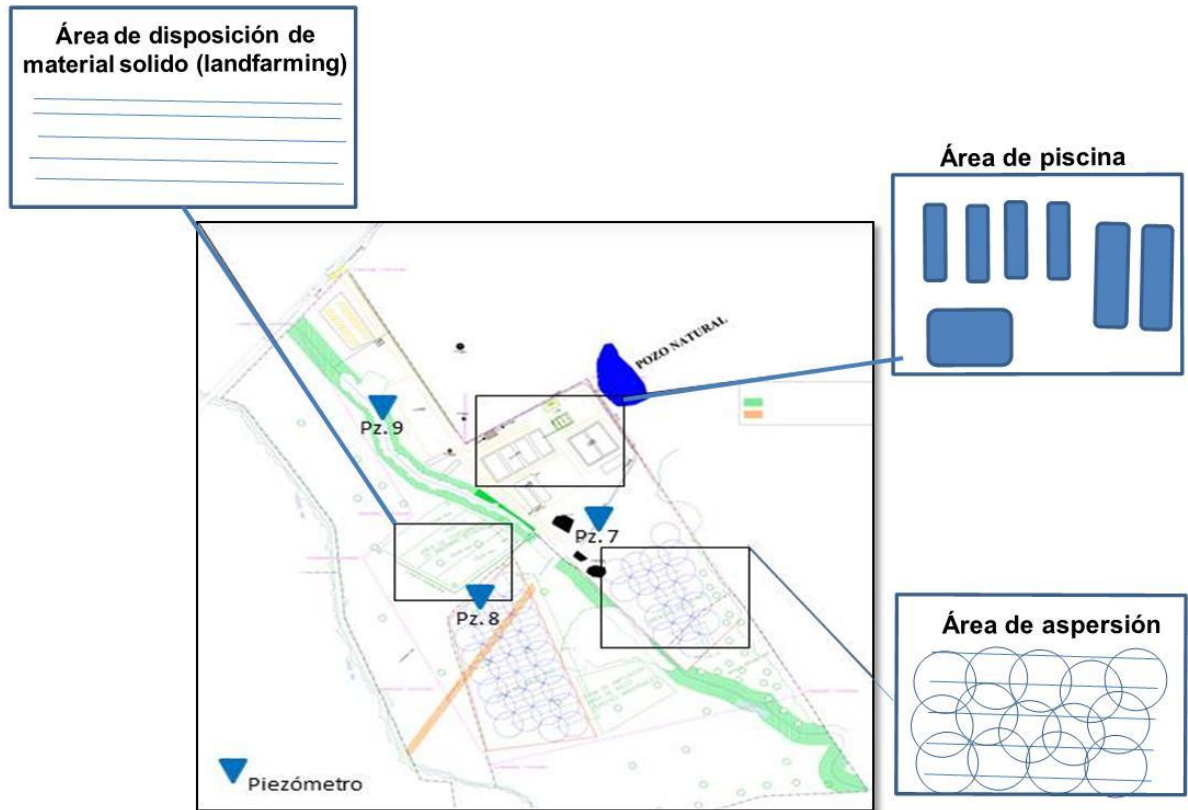 Área de disposición de
material solido (landfarming)
Área de piscina
POZO NATURAL
Pz. 9
Pz. 7
Pz. 8
Área de aspersión
Piezómetro